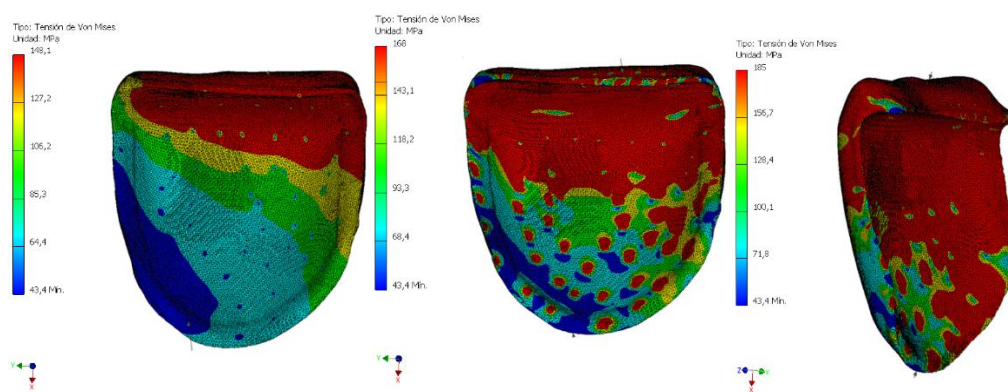 Tipo: Tensión de Von Mises
Unidad: MPa
148,1
127,2
106,2
85,3
64,4
43,4 Mín.
Y
X
Tipo: Tensión de Von Mises
Unidad: MPa
168
143,1
118,2
93,3
68,4
43,4 Mín.
Y
X
Tipo: Tensión de Von Mises
Unidad: MPa
185
156,7
128,4
100,1
71,8
43,4 Mín.
Z
Y
X